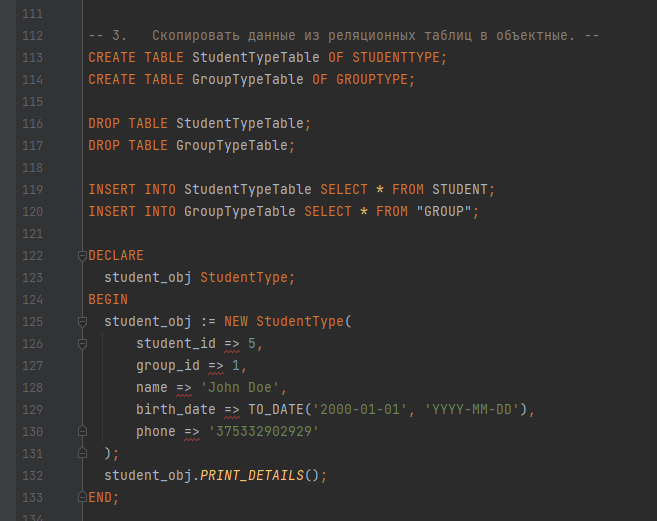 111
112 -- 3.   Скопировать данные из реляционных таблиц в объектные. --
113 CREATE TABLE StudentTypeTable OF STUDENTTYPE;
114 CREATE TABLE GroupTypeTable OF GROUPTYPE;
115
116 DROP TABLE StudentTypeTable;
117 DROP TABLE GroupTypeTable;
118
119 INSERT INTO StudentTypeTable SELECT * FROM STUDENT;
120 INSERT INTO GroupTypeTable SELECT * FROM "GROUP";
121
122 DECLARE
123   student_obj StudentType;
124 BEGIN
125   student_obj := NEW StudentType(
126       student_id => 5,
127       group_id => 1,
128       name => 'John Doe',
129       birth_date => TO_DATE('2000-01-01', 'YYYY-MM-DD'),
130       phone => '375332902929'
131   );
132   student_obj.PRINT_DETAILS();
133 END;
134